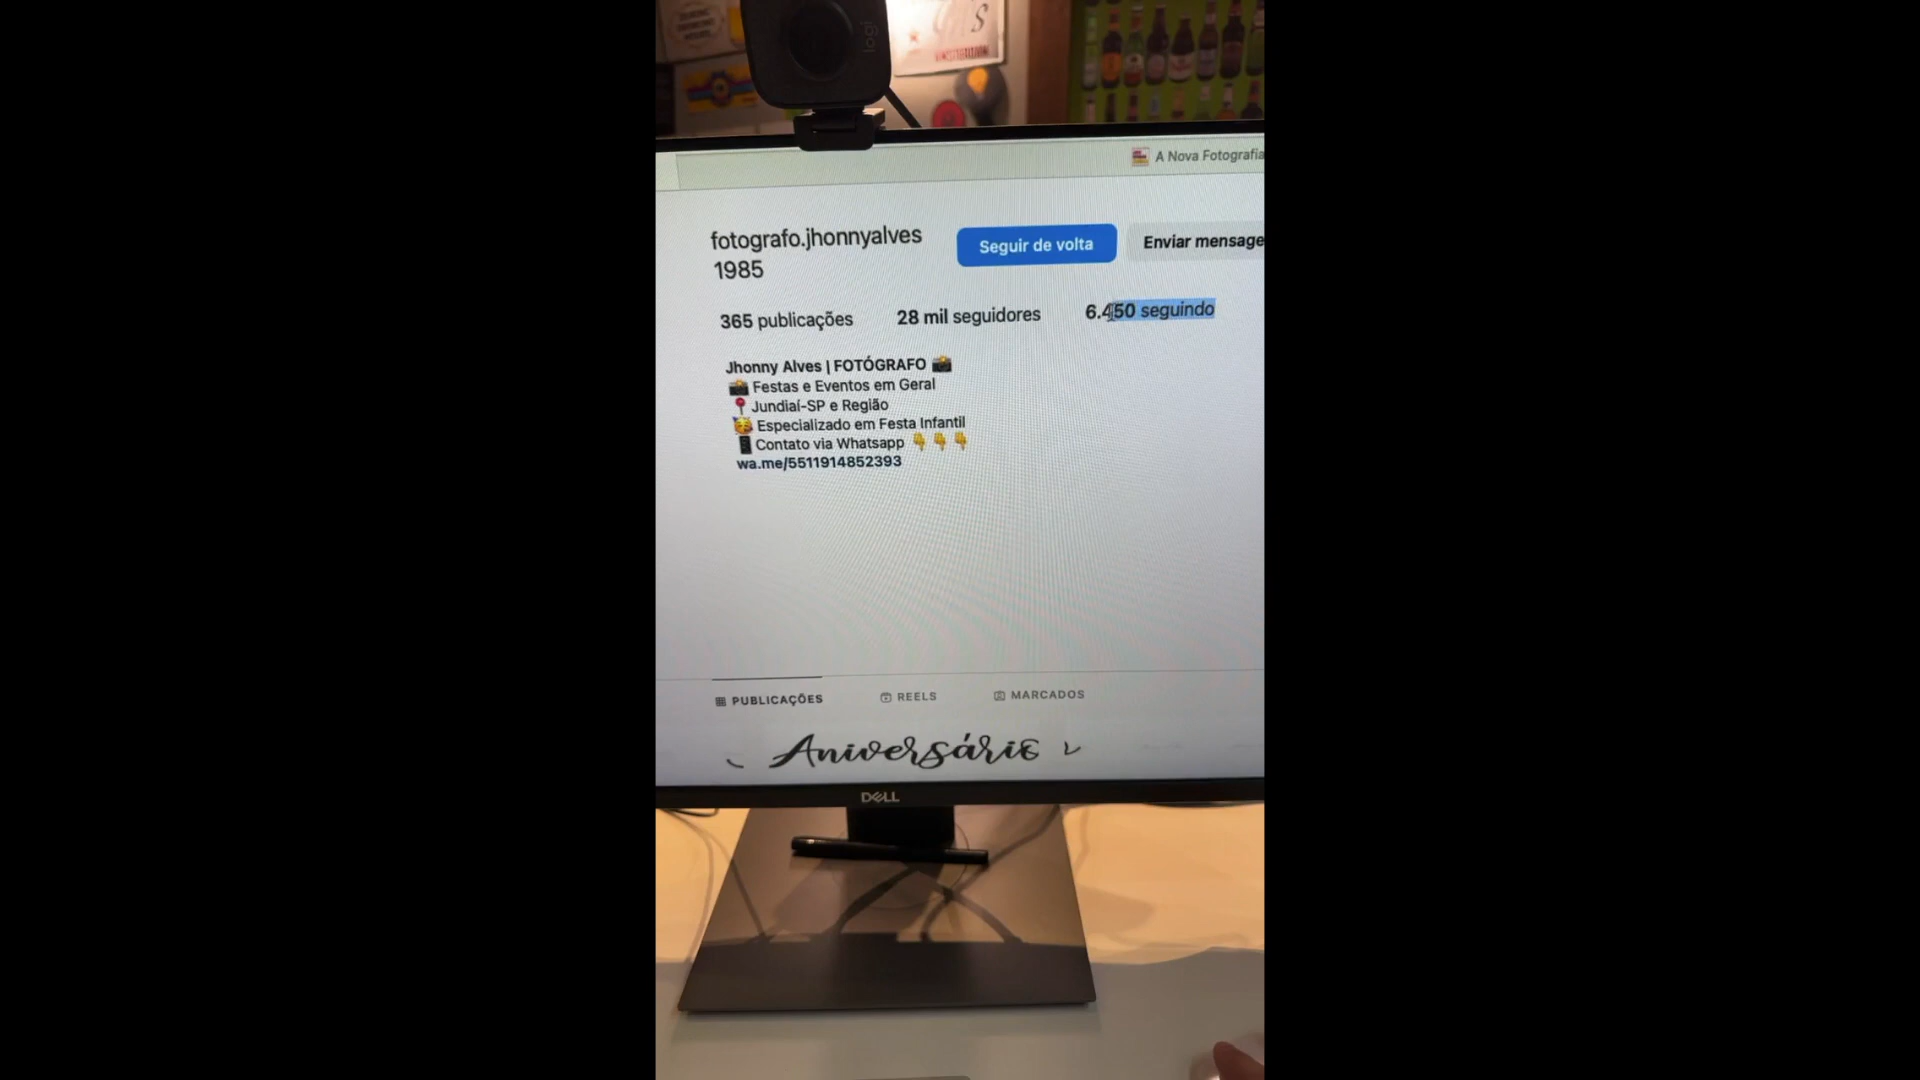 logi
A Nova Fotografia
fotografo.jhonnyalves
1985
Seguir de volta
Enviar mensage
365 publicações
28 mil seguidores
6.450 seguindo
Jhonny Alves | FOTÓGRAFO 📸
📸 Festas e Eventos em Geral
📍 Jundiaí-SP e Região
🥳 Especializado em Festa Infantil
📱Contato via Whatsapp 👇 👇 👇
wa.me/5511914852393
PUBLICAÇÕES
REELS
MARCADOS
Aniversário
DELL